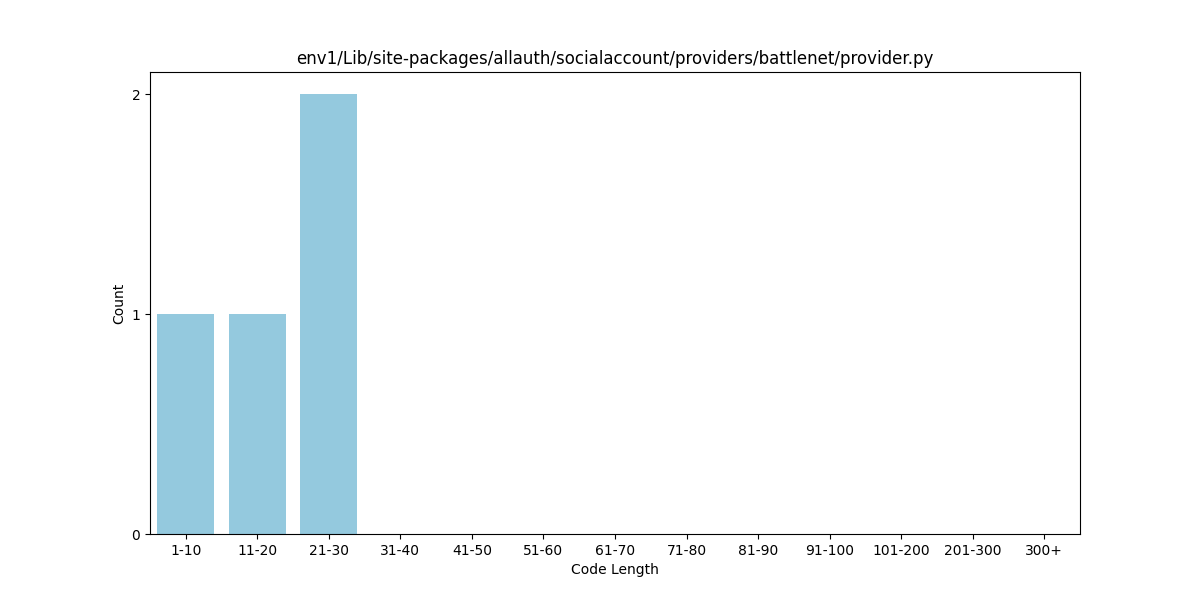 env1/Lib/site-packages/allauth/socialaccount/providers/battlenet/provider.py
2
1
0
Count
1-10 11-20 21-30 31-40 41-50 51-60 61-70 71-80 81-90 91-100 101-200 201-300 300+
Code Length